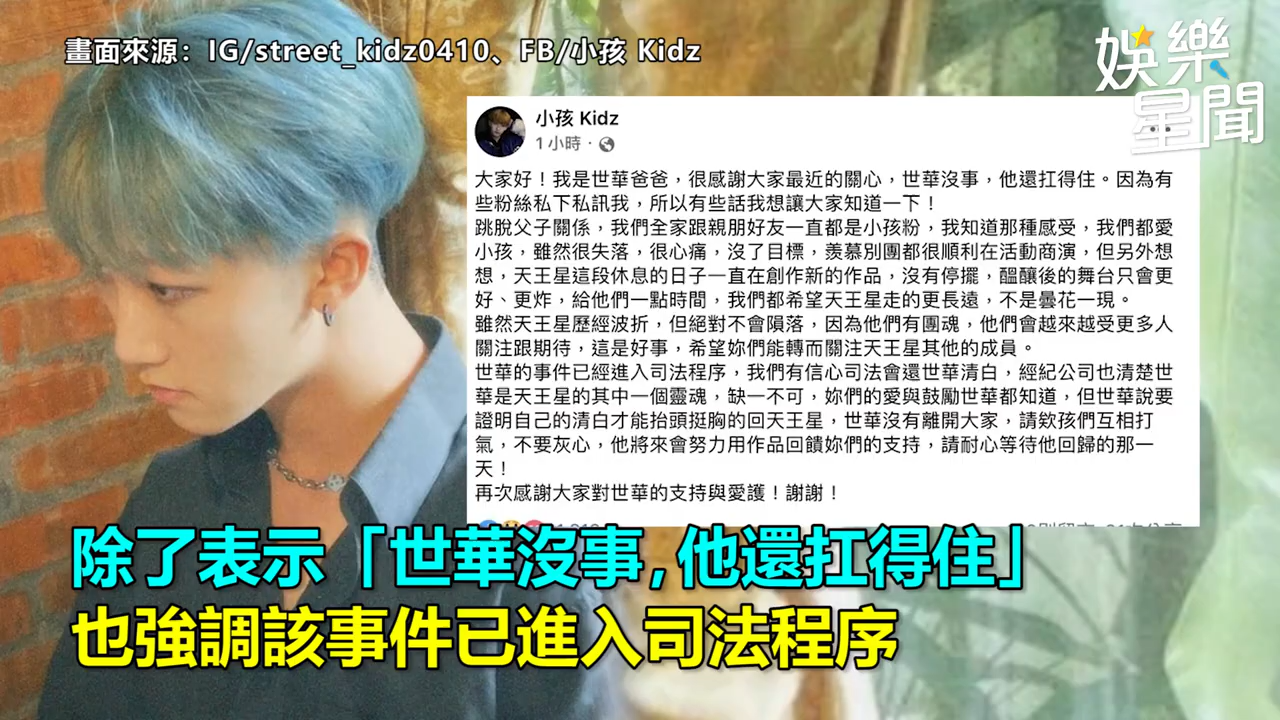 畫面來源：IG/street_kidz0410、FB/小孩 Kidz
娛樂
星聞
小孩 Kidz
1 小時 ·
大家好！我是世華爸爸，很感謝大家最近的關心，世華沒事，他還扛得住。因為有
些粉絲私下私訊我，所以有些話我想讓大家知道一下！
跳脫父子關係，我們全家跟親朋好友一直都是小孩粉，我知道那種感受，我們都愛
小孩，雖然很失落，很心痛，沒了目標，羨慕別團都很順利在活動商演，但另外想
想，天王星這段休息的日子一直在創作新的作品，沒有停擺，醞釀後的舞台只會更
好、更炸，給他們一點時間，我們都希望天王星走的更長遠，不是曇花一現。
雖然天王星歷經波折，但絕對不會隕落，因為他們有團魂，他們會越來越受更多人
關注跟期待，這是好事，希望妳們能轉而關注天王星其他的成員。
世華的事件已經進入司法程序，我們有信心司法會還世華清白，經紀公司也清楚世
華是天王星的其中一個靈魂，缺一不可，妳們的愛與鼓勵世華都知道，但世華說要
證明自己的清白才能抬頭挺胸的回天王星，世華沒有離開大家，請欸孩們互相打
氣，不要灰心，他將來會努力用作品回饋妳們的支持，請耐心等待他回歸的那一
天！
再次感謝大家對世華的支持與愛護！謝謝！
除了表示「世華沒事，他還扛得住」
也強調該事件已進入司法程序